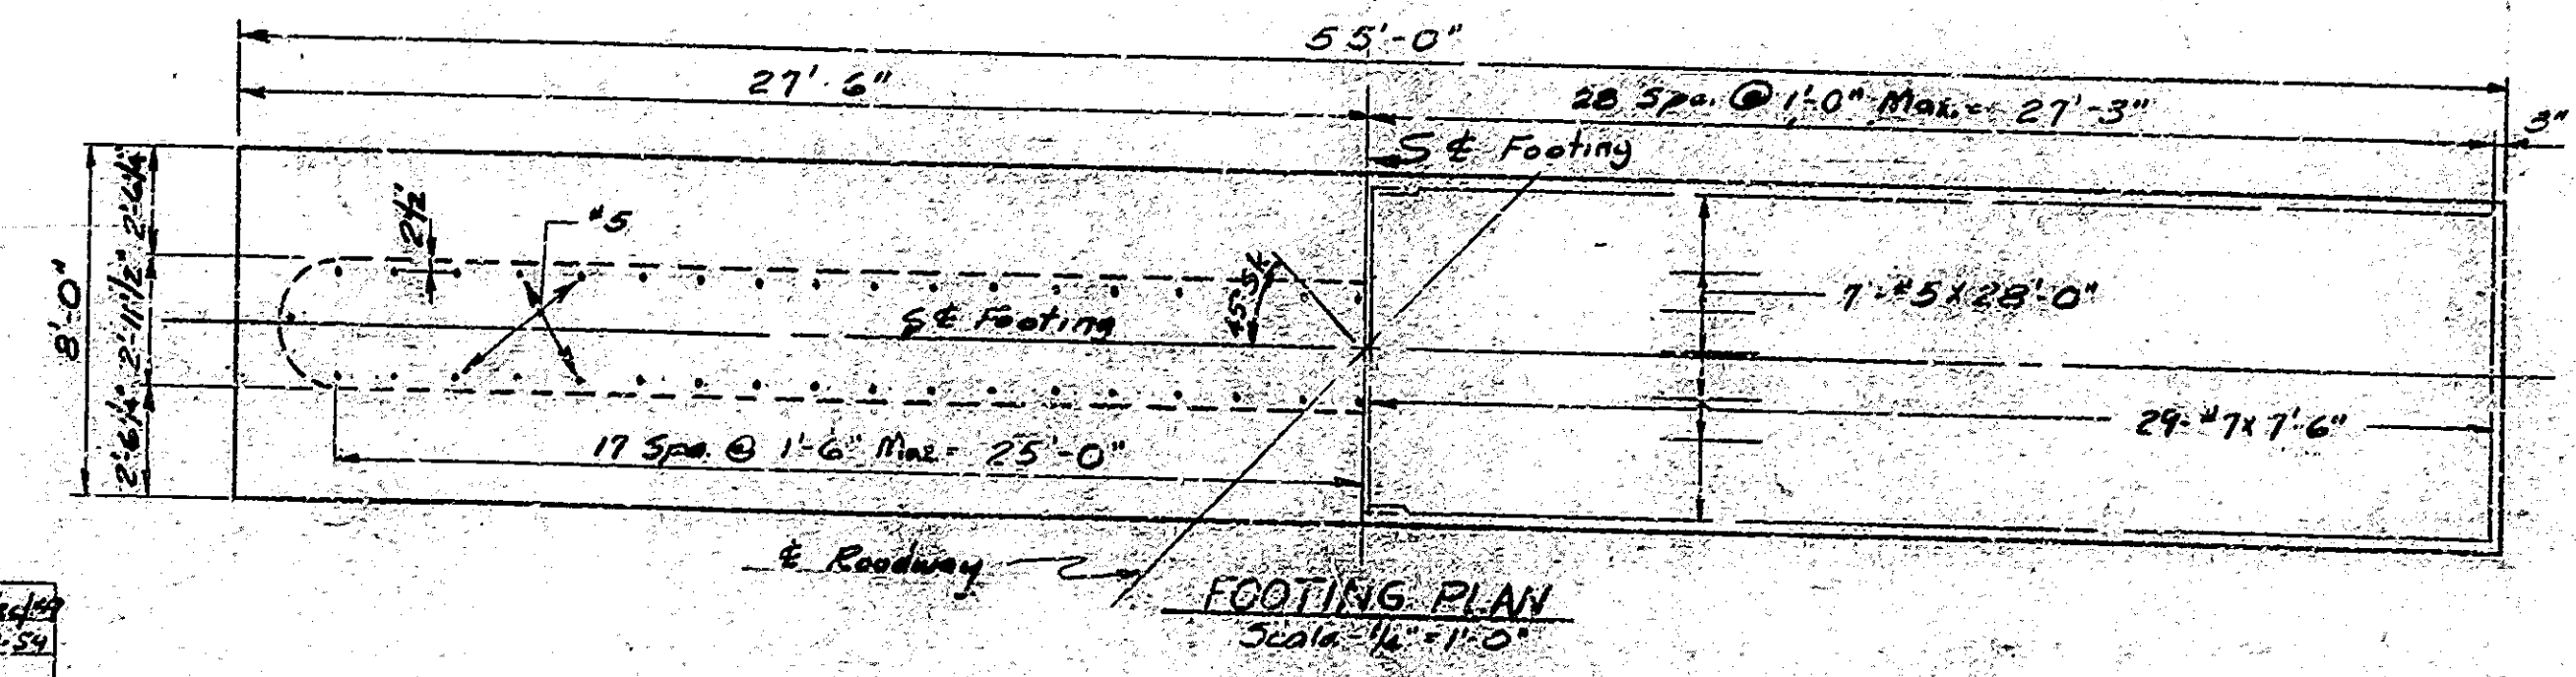 55'-0"
27'-6"
28 Spa. @ 1'-0" Max. = 27'-3"
3"
S ℄ Footing
2'-6¼"
2½"
#5
8'-0"
2'-11½"
S ℄ Footing
7-#5 x 28'-0"
2'-6¼"
17 Spa. @ 1'-6" Max = 25'-0"
29-#7 x 7'-6"
℄ Roadway
FOOTING PLAN
Scale - ¼" = 1'-0"
-54